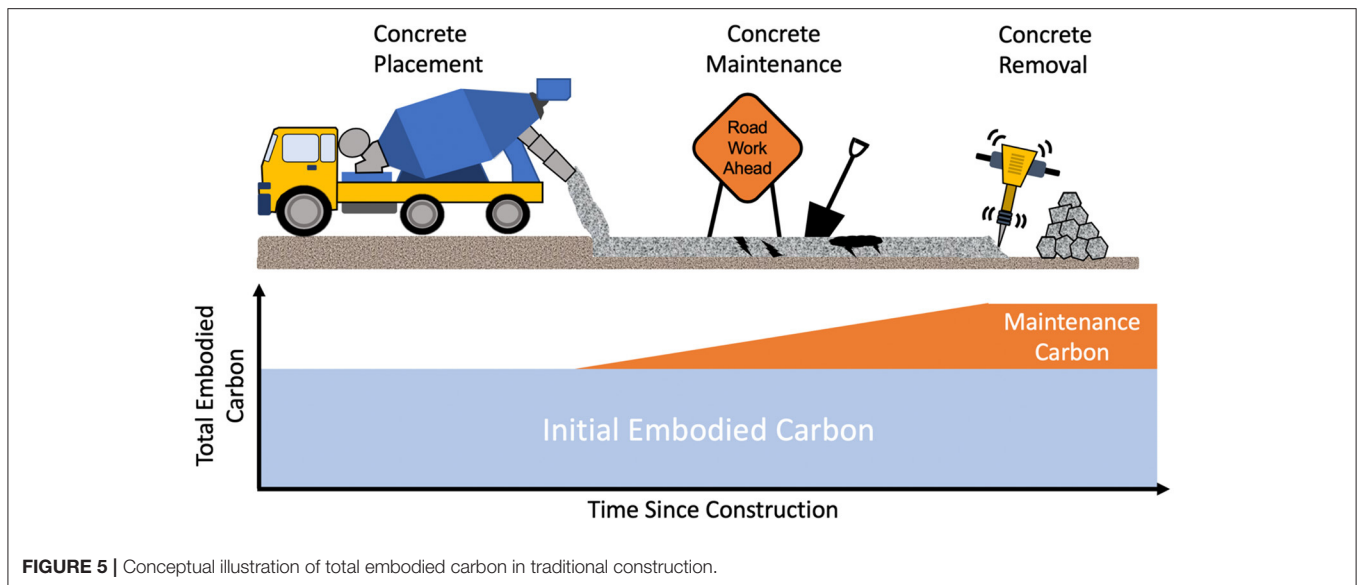 Concrete
Placement
Concrete
Maintenance
Concrete
Removal
Road
Work
Ahead
Total Embodied
Carbon
Maintenance
Carbon
Initial Embodied Carbon
Time Since Construction
FIGURE 5 | Conceptual illustration of total embodied carbon in traditional construction.